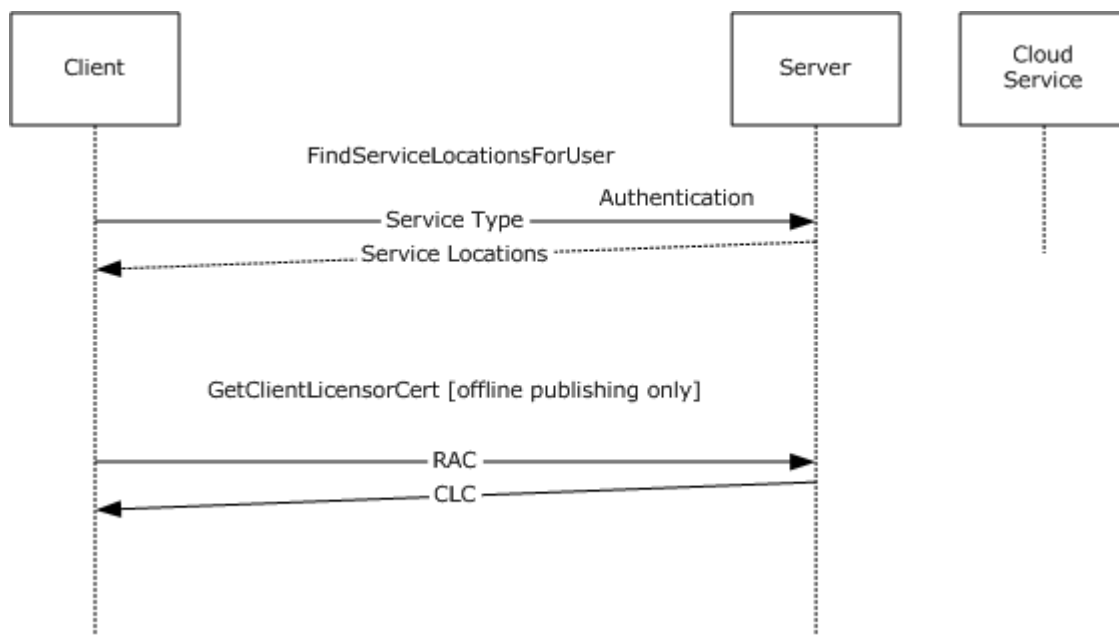 Client
Server
Cloud
Service
FindServiceLocationsForUser
Authentication
Service Type
Service Locations
GetClientLicensorCert [offline publishing only]
RAC
CLC